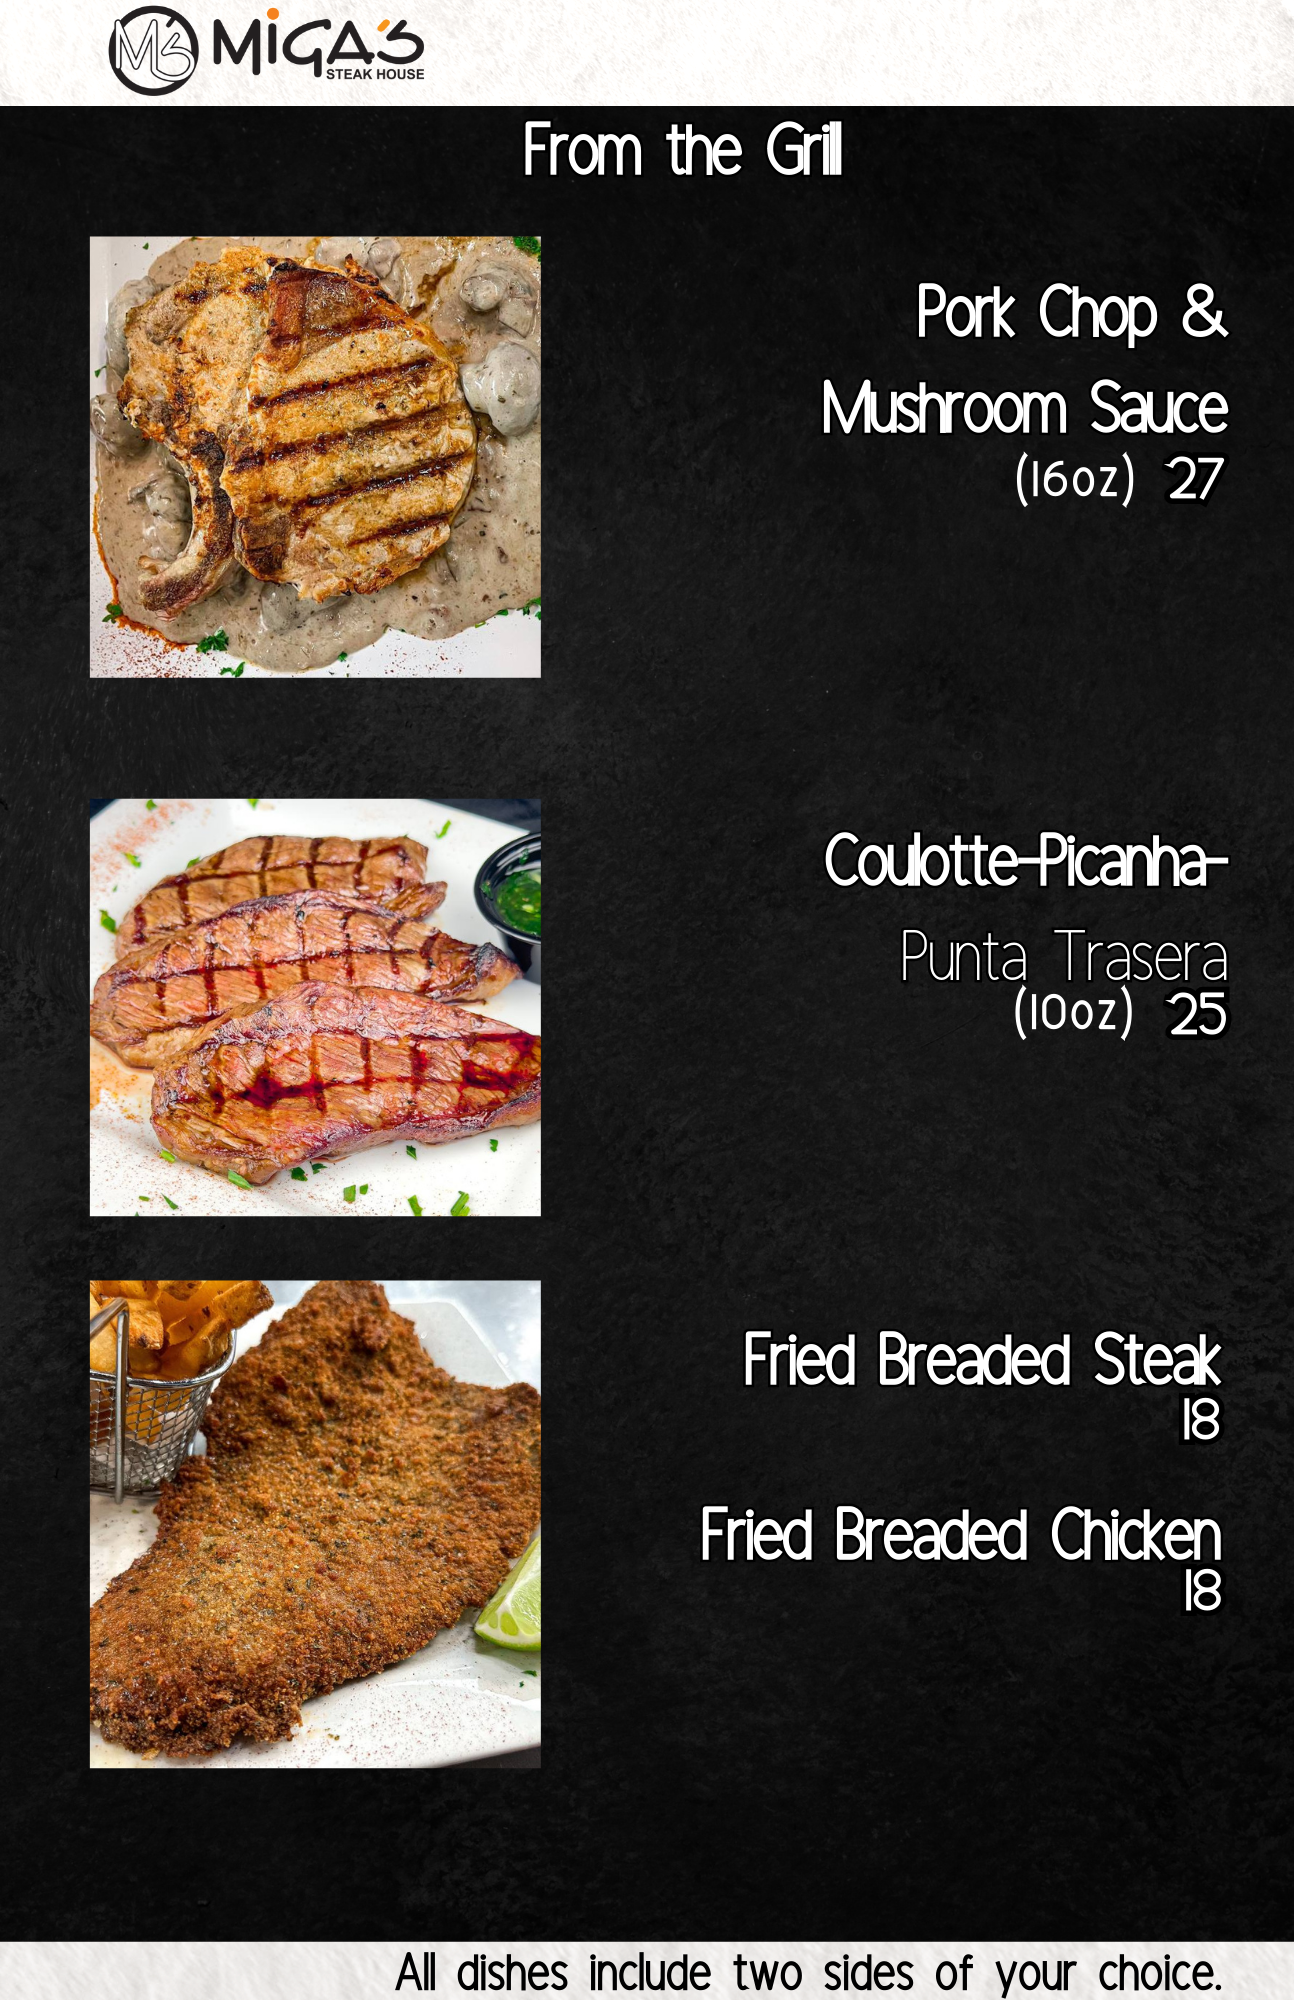 M's MiGA'S
STEAK HOUSE
From the Grill
Pork Chop &
Mushroom Sauce
(16oz) 27
Coulotte-Picanha-
Punta Trasera
(10oz) 25
Fried Breaded Steak
18
Fried Breaded Chicken
18
All dishes include two sides of your choice.